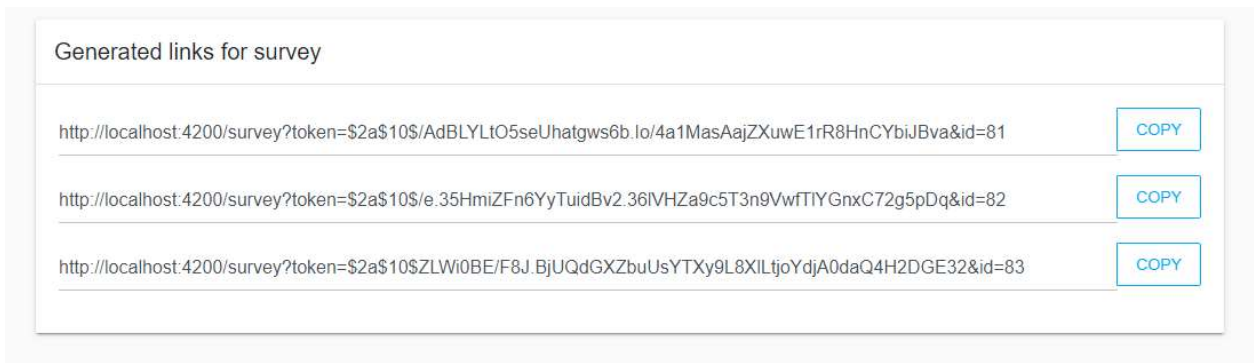 Generated links for survey
http://localhost:4200/survey?token=$2a$10$/AdBLYLtO5seUhatgws6b.Io/4a1MasAajZXuwE1rR8HnCYbiJBva&id=81 COPY
http://localhost:4200/survey?token=$2a$10$/e.35HmiZFn6YyTuidBv2.36lVHZa9c5T3n9VwfTlYGnxC72g5pDq&id=82 COPY
http://localhost:4200/survey?token=$2a$10$ZLWi0BE/F8J.BjUQdGXZbuUsYTXy9L8XlLtjoYdjA0daQ4H2DGE32&id=83 COPY